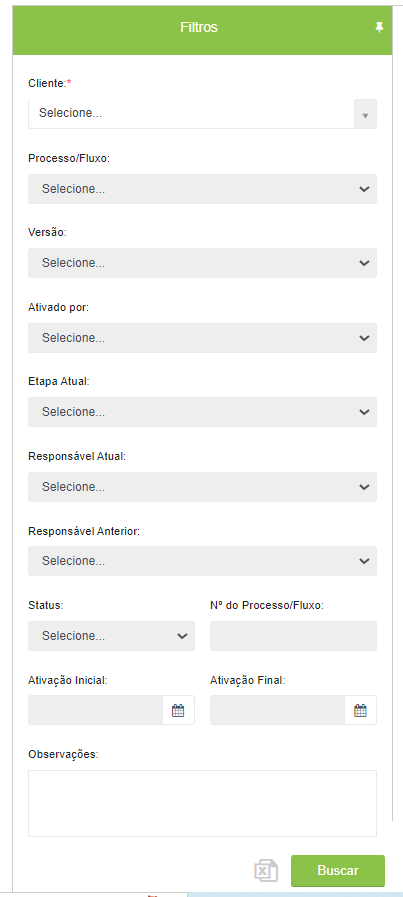 Filtros
Cliente:*
Selecione...
Processo/Fluxo:
Selecione...
Versão:
Selecione...
Ativado por:
Selecione...
Etapa Atual:
Selecione...
Responsável Atual:
Selecione...
Responsável Anterior:
Selecione...
Status: Nº do Processo/Fluxo:
Selecione...
Ativação Inicial: Ativação Final:
Observações:
Buscar